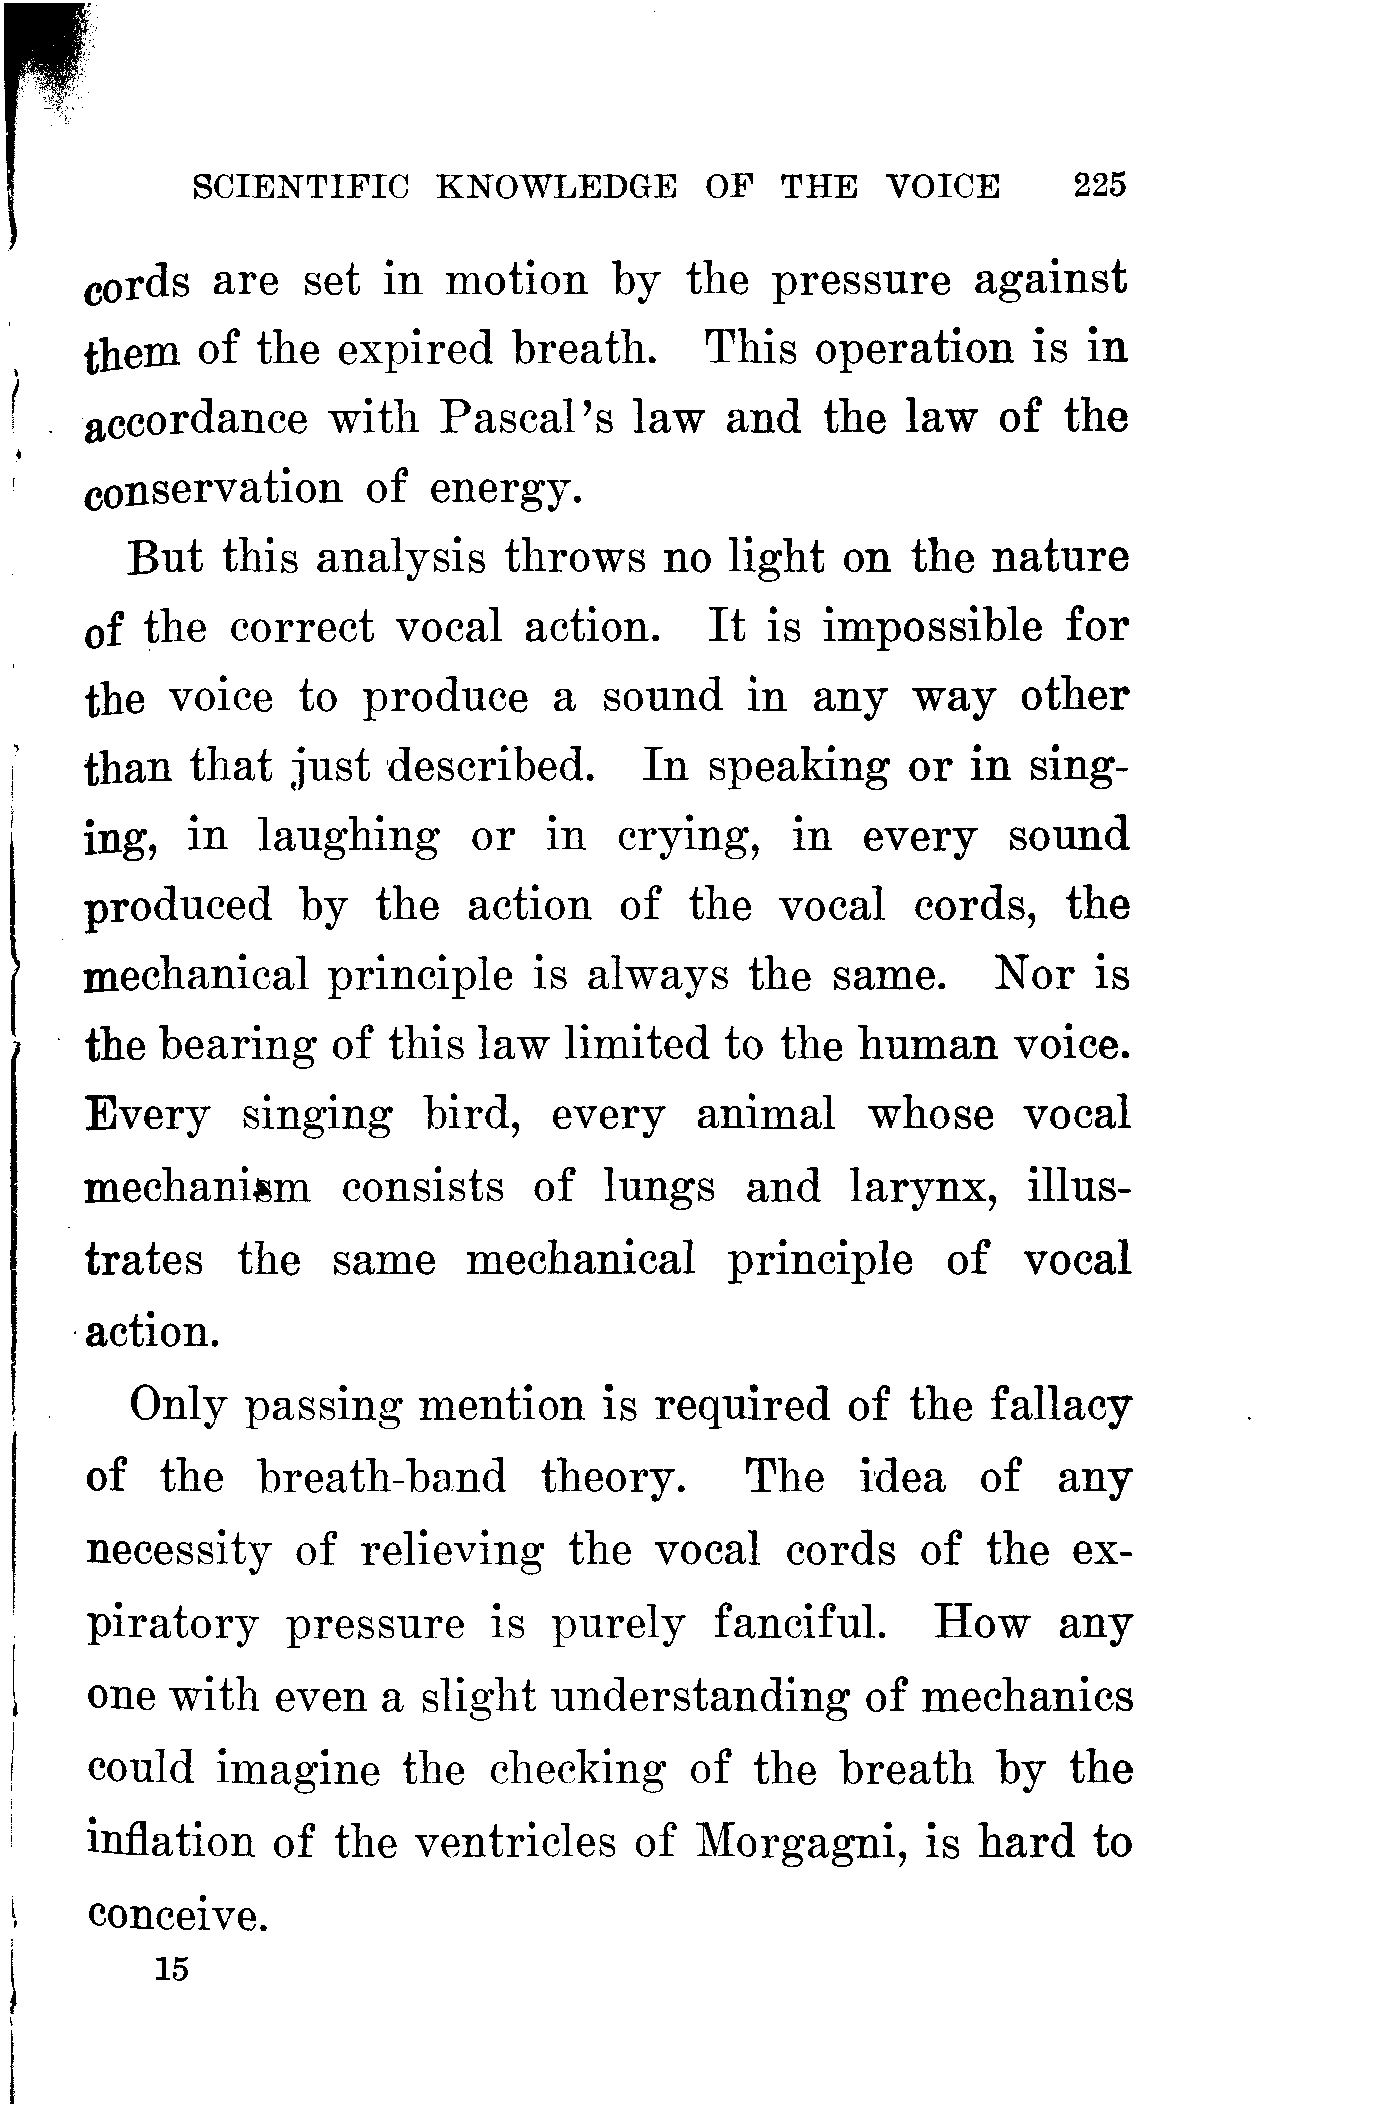 SCIENTIFIC KNOWLEDGE OF THE VOICE 225
cords are set in motion by the pressure against
them of the expired breath. This operation is in
accordance with Pascal's law and the law of the
conservation of energy.
But this analysis throws no light on the nature
of the correct vocal action. It is impossible for
the voice to produce a sound in any way other
than that just described. In speaking or in sing-
ing, in laughing or in crying, in every sound
produced by the action of the vocal cords, the
mechanical principle is always the same. Nor is
the bearing of this law limited to the human voice.
Every singing bird, every animal whose vocal
mechanism consists of lungs and larynx, illus-
trates the same mechanical principle of vocal
action.
Only passing mention is required of the fallacy
of the breath-band theory. The idea of any
necessity of relieving the vocal cords of the ex-
piratory pressure is purely fanciful. How any
one with even a slight understanding of mechanics
could imagine the checking of the breath by the
inflation of the ventricles of Morgagni, is hard to
conceive.
15